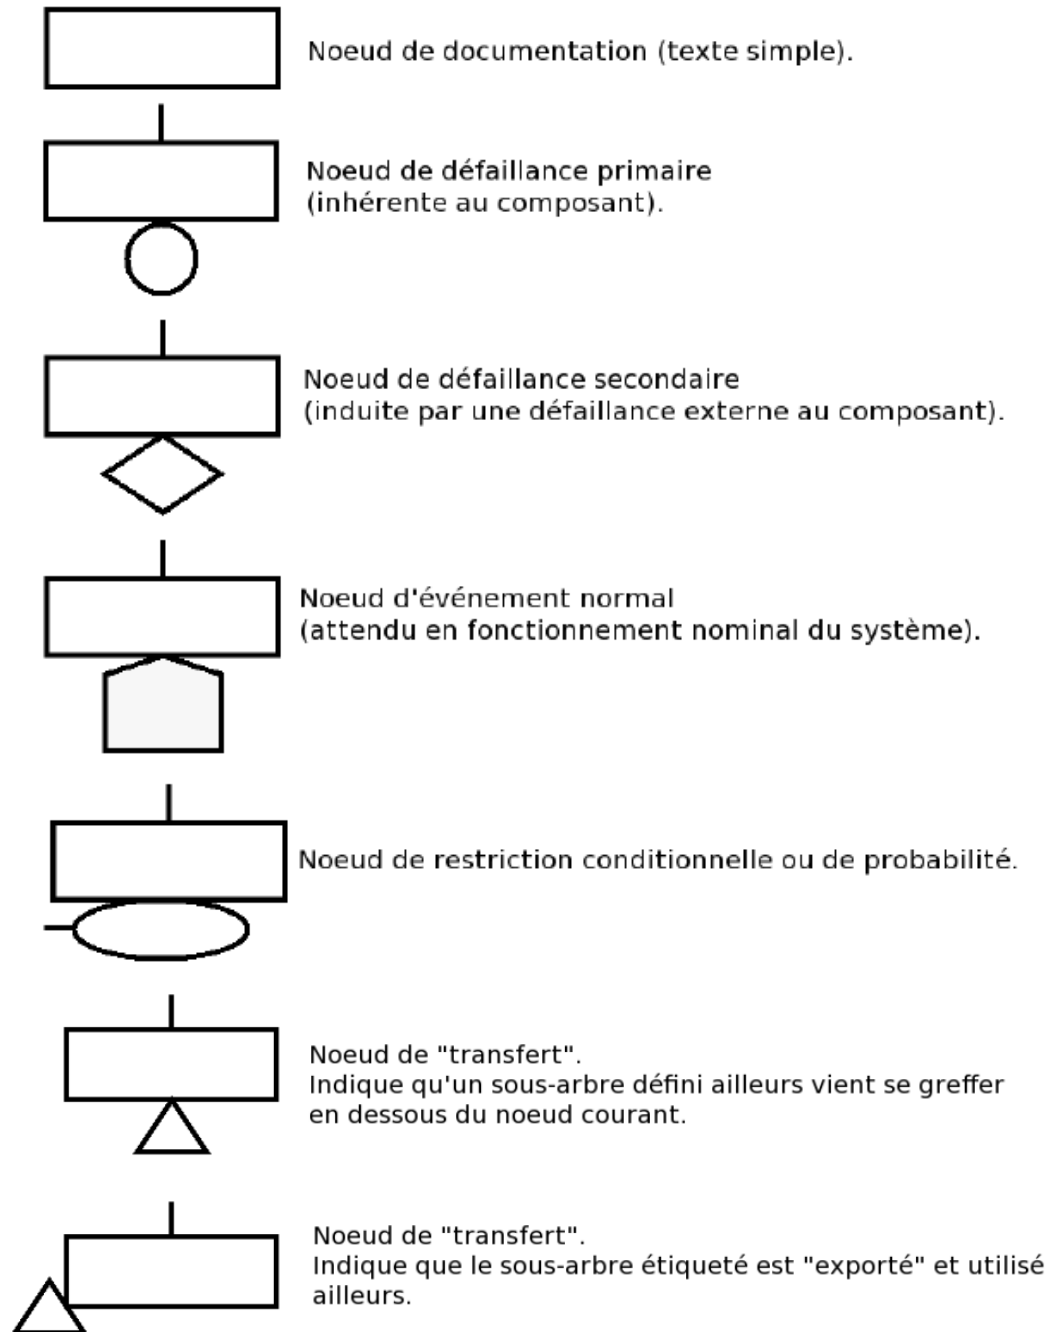 Noeud de documentation (texte simple).
Noeud de défaillance primaire
(inhérente au composant).
Noeud de défaillance secondaire
(induite par une défaillance externe au composant).
Noeud d'événement normal
(attendu en fonctionnement nominal du système).
Noeud de restriction conditionnelle ou de probabilité.
Noeud de "transfert".
Indique qu'un sous-arbre défini ailleurs vient se greffer
en dessous du noeud courant.
Noeud de "transfert".
Indique que le sous-arbre étiqueté est "exporté" et utilisé
ailleurs.